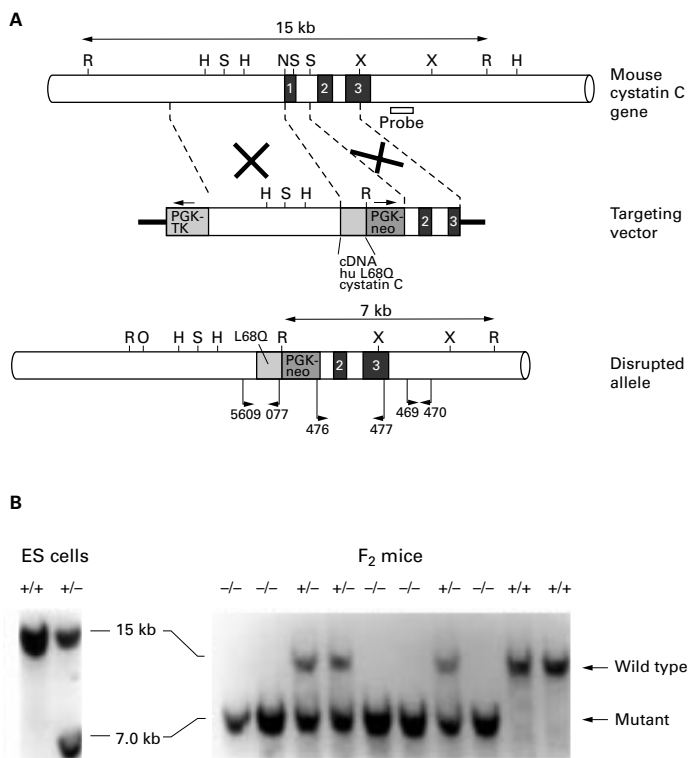 A
15 kb
R H S H N S S X X R H
1 2 3
Mouse
cystatin C
gene
Probe
H S H R
PGK-
TK
PGK-
neo
2 3
Targeting
vector
cDNA
hu L68Q
cystatin C
7 kb
R O H S H L68Q R X X R
PGK-
neo
2 3
Disrupted
allele
5609 077 476 477 469 470
B
ES cells
F2 mice
+/+ +/−
−/− −/− +/− +/− −/− −/− +/− −/− +/+ +/+
15 kb
Wild type
7.0 kb
Mutant